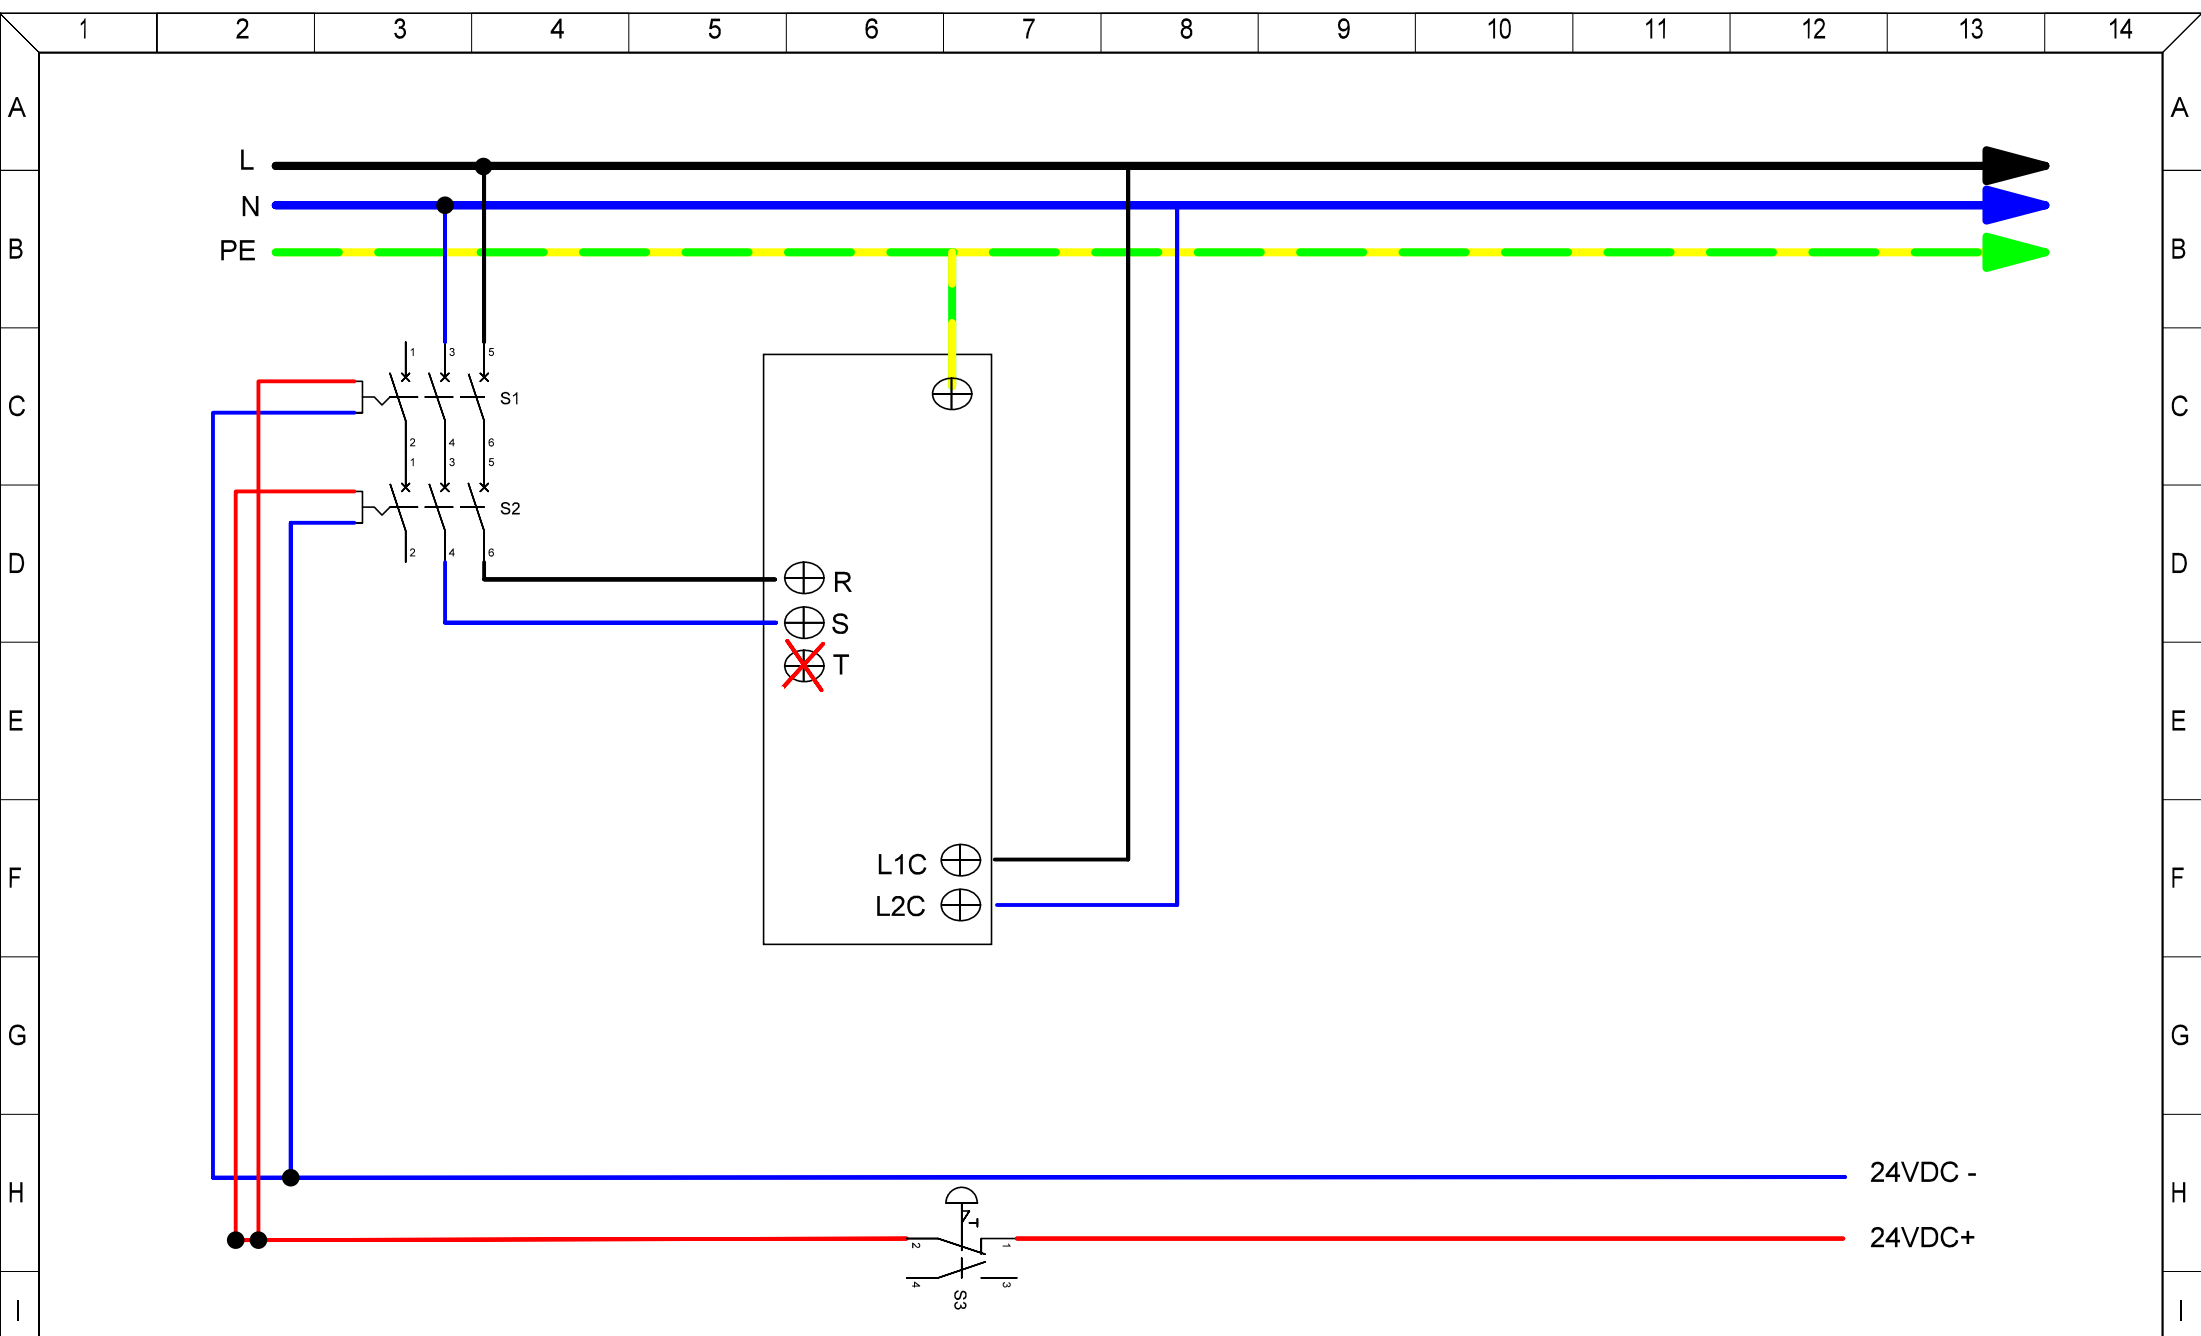 1 2 3 4 5 6 7 8 9 10 11 12 13 14
A A
L
N
B PE B
1 3 5
C S1 C
2 4 6
1 3 5
S2
2 4 6
D R D
S
T
E E
F L1C F
L2C
G G
H 24VDC - H
24VDC+
2 1
4 3
S3
I I